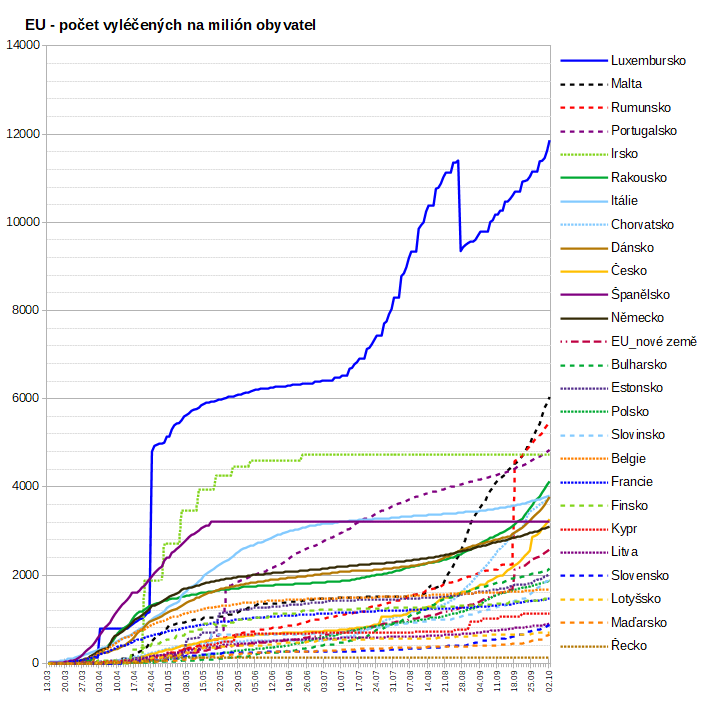 EU - počet vyléčených na milión obyvatel
14000
12000
10000
8000
6000
4000
2000
0
13.03
20.03
27.03
03.04
10.04
17.04
24.04
01.05
08.05
15.05
22.05
29.05
05.06
12.06
19.06
26.06
03.07
10.07
17.07
24.07
31.07
07.08
14.08
21.08
28.08
04.09
11.09
18.09
25.09
02.10
Luxembursko
Malta
Rumunsko
Portugalsko
Irsko
Rakousko
Itálie
Chorvatsko
Dánsko
Česko
Španělsko
Německo
EU_nové země
Bulharsko
Estonsko
Polsko
Slovinsko
Belgie
Francie
Finsko
Kypr
Litva
Slovensko
Lotyšsko
Maďarsko
Řecko